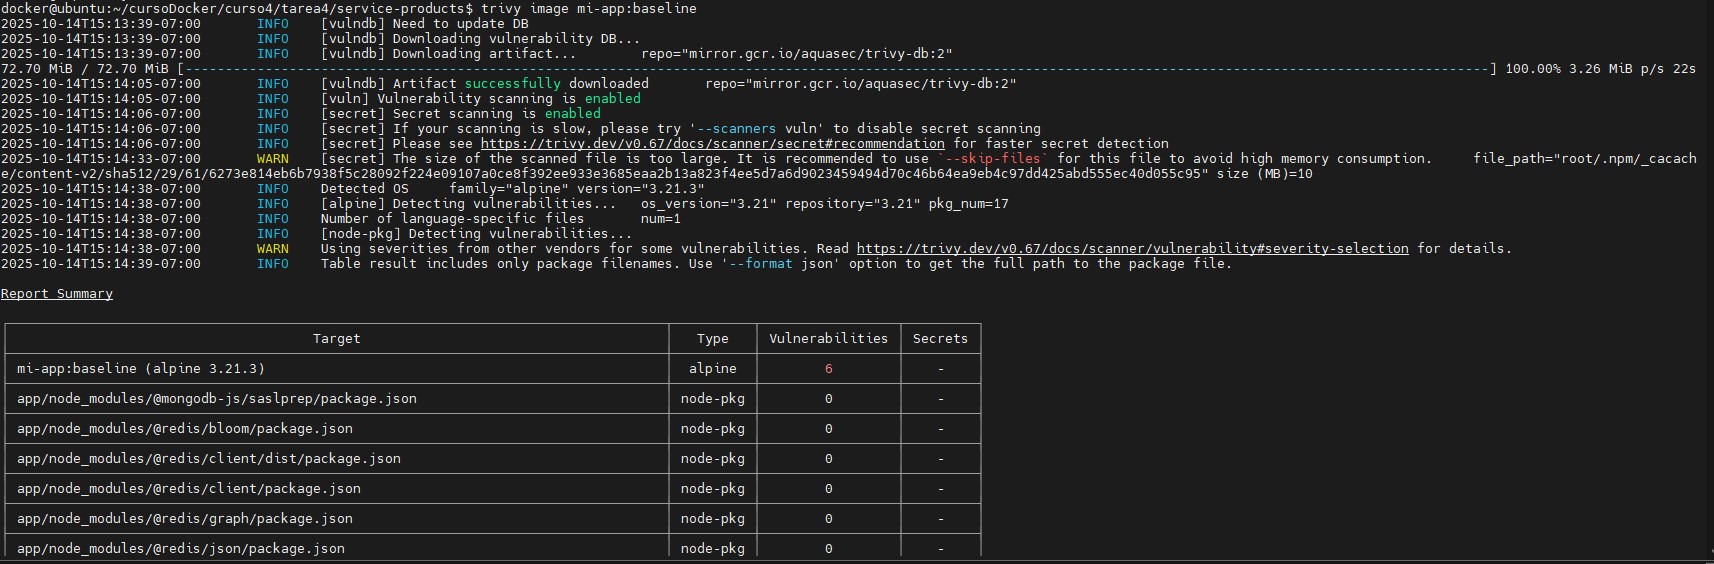 docker@ubuntu:~/cursoDocker/curso4/tarea4/service-products$ trivy image mi-app:baseline
2025-10-14T15:13:39-07:00 INFO [vulndb] Need to update DB
2025-10-14T15:13:39-07:00 INFO [vulndb] Downloading vulnerability DB...
2025-10-14T15:13:39-07:00 INFO [vulndb] Downloading artifact... repo="mirror.gcr.io/aquasec/trivy-db:2"
72.70 MiB / 72.70 MiB [-----------------------------------------------------------------------------------------------------------------------------------------------------------------] 100.00% 3.26 MiB p/s 22s
2025-10-14T15:14:05-07:00 INFO [vulndb] Artifact successfully downloaded repo="mirror.gcr.io/aquasec/trivy-db:2"
2025-10-14T15:14:05-07:00 INFO [vuln] Vulnerability scanning is enabled
2025-10-14T15:14:06-07:00 INFO [secret] Secret scanning is enabled
2025-10-14T15:14:06-07:00 INFO [secret] If your scanning is slow, please try '--scanners vuln' to disable secret scanning
2025-10-14T15:14:06-07:00 INFO [secret] Please see https://trivy.dev/v0.67/docs/scanner/secret#recommendation for faster secret detection
2025-10-14T15:14:33-07:00 WARN [secret] The size of the scanned file is too large. It is recommended to use `--skip-files` for this file to avoid high memory consumption. file_path="root/.npm/_cacach
e/content-v2/sha512/29/61/6273e814eb6b7938f5c28092f224e09107a0ce8f392ee933e3685eaa2b13a823f4ee5d7a6d9023459494d70c46b64ea9eb4c97dd425abd555ec40d055c95" size (MB)=10
2025-10-14T15:14:38-07:00 INFO Detected OS family="alpine" version="3.21.3"
2025-10-14T15:14:38-07:00 INFO [alpine] Detecting vulnerabilities... os_version="3.21" repository="3.21" pkg_num=17
2025-10-14T15:14:38-07:00 INFO Number of language-specific files num=1
2025-10-14T15:14:38-07:00 INFO [node-pkg] Detecting vulnerabilities...
2025-10-14T15:14:38-07:00 WARN Using severities from other vendors for some vulnerabilities. Read https://trivy.dev/v0.67/docs/scanner/vulnerability#severity-selection for details.
2025-10-14T15:14:39-07:00 INFO Table result includes only package filenames. Use '--format json' option to get the full path to the package file.
Report Summary
Target Type Vulnerabilities Secrets
mi-app:baseline (alpine 3.21.3) alpine 6 -
app/node_modules/@mongodb-js/saslprep/package.json node-pkg 0 -
app/node_modules/@redis/bloom/package.json node-pkg 0 -
app/node_modules/@redis/client/dist/package.json node-pkg 0 -
app/node_modules/@redis/client/package.json node-pkg 0 -
app/node_modules/@redis/graph/package.json node-pkg 0 -
app/node_modules/@redis/json/package.json node-pkg 0 -